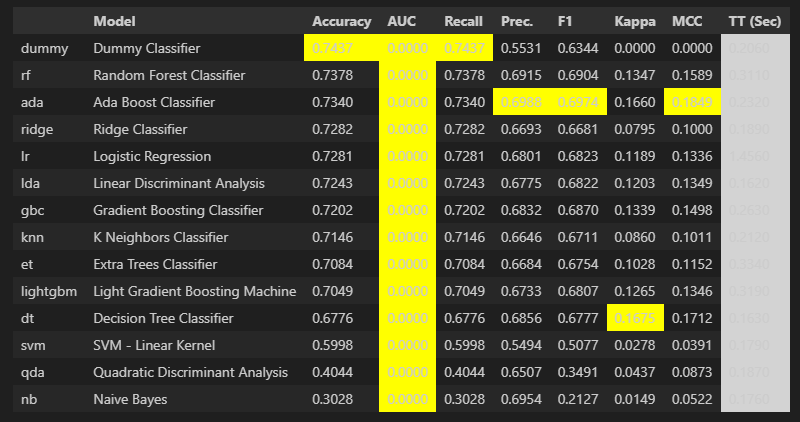 Model Accuracy AUC Recall Prec. F1 Kappa MCC TT (Sec)
dummy Dummy Classifier 0.7437 0.0000 0.7437 0.5531 0.6344 0.0000 0.0000 0.2060
rf Random Forest Classifier 0.7378 0.0000 0.7378 0.6915 0.6904 0.1347 0.1589 0.3110
ada Ada Boost Classifier 0.7340 0.0000 0.7340 0.6988 0.6974 0.1660 0.1849 0.2320
ridge Ridge Classifier 0.7282 0.0000 0.7282 0.6693 0.6681 0.0795 0.1000 0.1890
lr Logistic Regression 0.7281 0.0000 0.7281 0.6801 0.6823 0.1189 0.1336 1.4560
lda Linear Discriminant Analysis 0.7243 0.0000 0.7243 0.6775 0.6822 0.1203 0.1349 0.1620
gbc Gradient Boosting Classifier 0.7202 0.0000 0.7202 0.6832 0.6870 0.1339 0.1498 0.2630
knn K Neighbors Classifier 0.7146 0.0000 0.7146 0.6646 0.6711 0.0860 0.1011 0.2120
et Extra Trees Classifier 0.7084 0.0000 0.7084 0.6684 0.6754 0.1028 0.1152 0.3340
lightgbm Light Gradient Boosting Machine 0.7049 0.0000 0.7049 0.6733 0.6807 0.1265 0.1346 0.3190
dt Decision Tree Classifier 0.6776 0.0000 0.6776 0.6856 0.6777 0.1675 0.1712 0.1630
svm SVM - Linear Kernel 0.5998 0.0000 0.5998 0.5494 0.5077 0.0278 0.0391 0.1790
qda Quadratic Discriminant Analysis 0.4044 0.0000 0.4044 0.6507 0.3491 0.0437 0.0873 0.1870
nb Naive Bayes 0.3028 0.0000 0.3028 0.6954 0.2127 0.0149 0.0522 0.1760